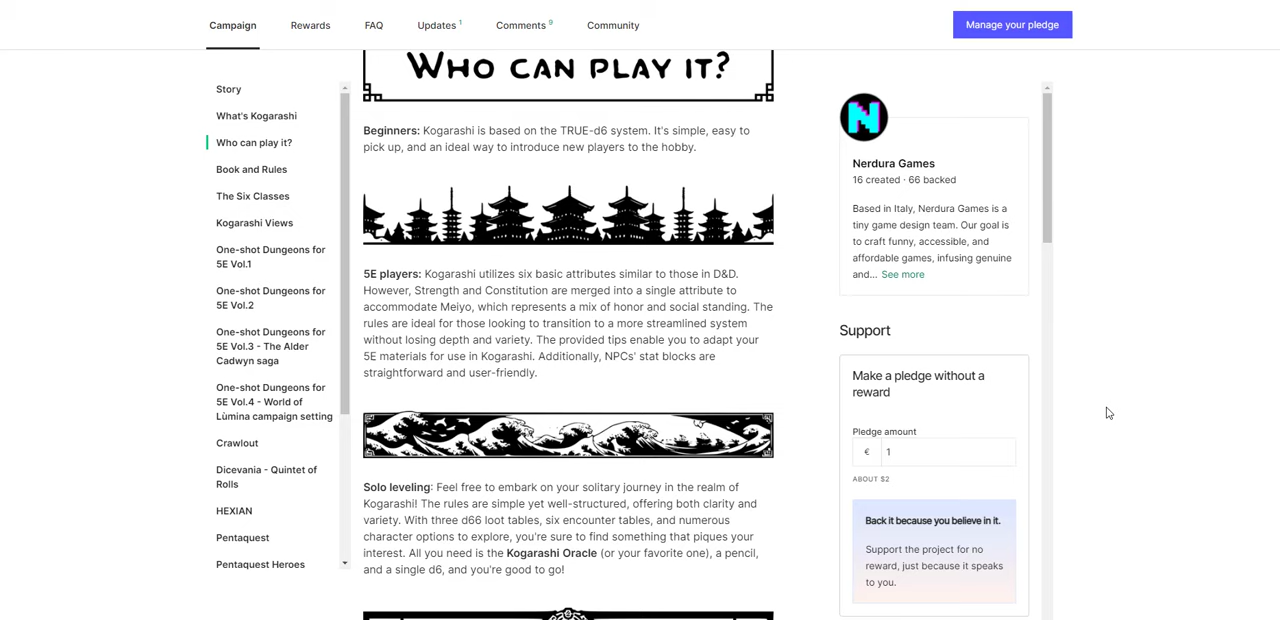 Campaign
Rewards
FAQ
Updates 1
Comments 9
Community
Manage your pledge
Story
What's Kogarashi
Who can play it?
Book and Rules
The Six Classes
Kogarashi Views
One-shot Dungeons for
5E Vol.1
One-shot Dungeons for
5E Vol.2
One-shot Dungeons for
5E Vol.3 - The Alder
Cadwyn saga
One-shot Dungeons for
5E Vol.4 - World of
Lùmina campaign setting
Crawlout
Dicevania - Quintet of
Rolls
HEXIAN
Pentaquest
Pentaquest Heroes
WHO CAN PLAY IT?
Beginners: Kogarashi is based on the TRUE-d6 system. It's simple, easy to
pick up, and an ideal way to introduce new players to the hobby.
5E players: Kogarashi utilizes six basic attributes similar to those in D&D.
However, Strength and Constitution are merged into a single attribute to
accommodate Meiyo, which represents a mix of honor and social standing. The
rules are ideal for those looking to transition to a more streamlined system
without losing depth and variety. The provided tips enable you to adapt your
5E materials for use in Kogarashi. Additionally, NPCs' stat blocks are
straightforward and user-friendly.
Solo leveling: Feel free to embark on your solitary journey in the realm of
Kogarashi! The rules are simple yet well-structured, offering both clarity and
variety. With three d66 loot tables, six encounter tables, and numerous
character options to explore, you're sure to find something that piques your
interest. All you need is the Kogarashi Oracle (or your favorite one), a pencil,
and a single d6, and you're good to go!
N
Nerdura Games
16 created · 66 backed
Based in Italy, Nerdura Games is a
tiny game design team. Our goal is
to craft funny, accessible, and
affordable games, infusing genuine
and... See more
Support
Make a pledge without a
reward
Pledge amount
€ 1
ABOUT $2
Back it because you believe in it.
Support the project for no
reward, just because it speaks
to you.